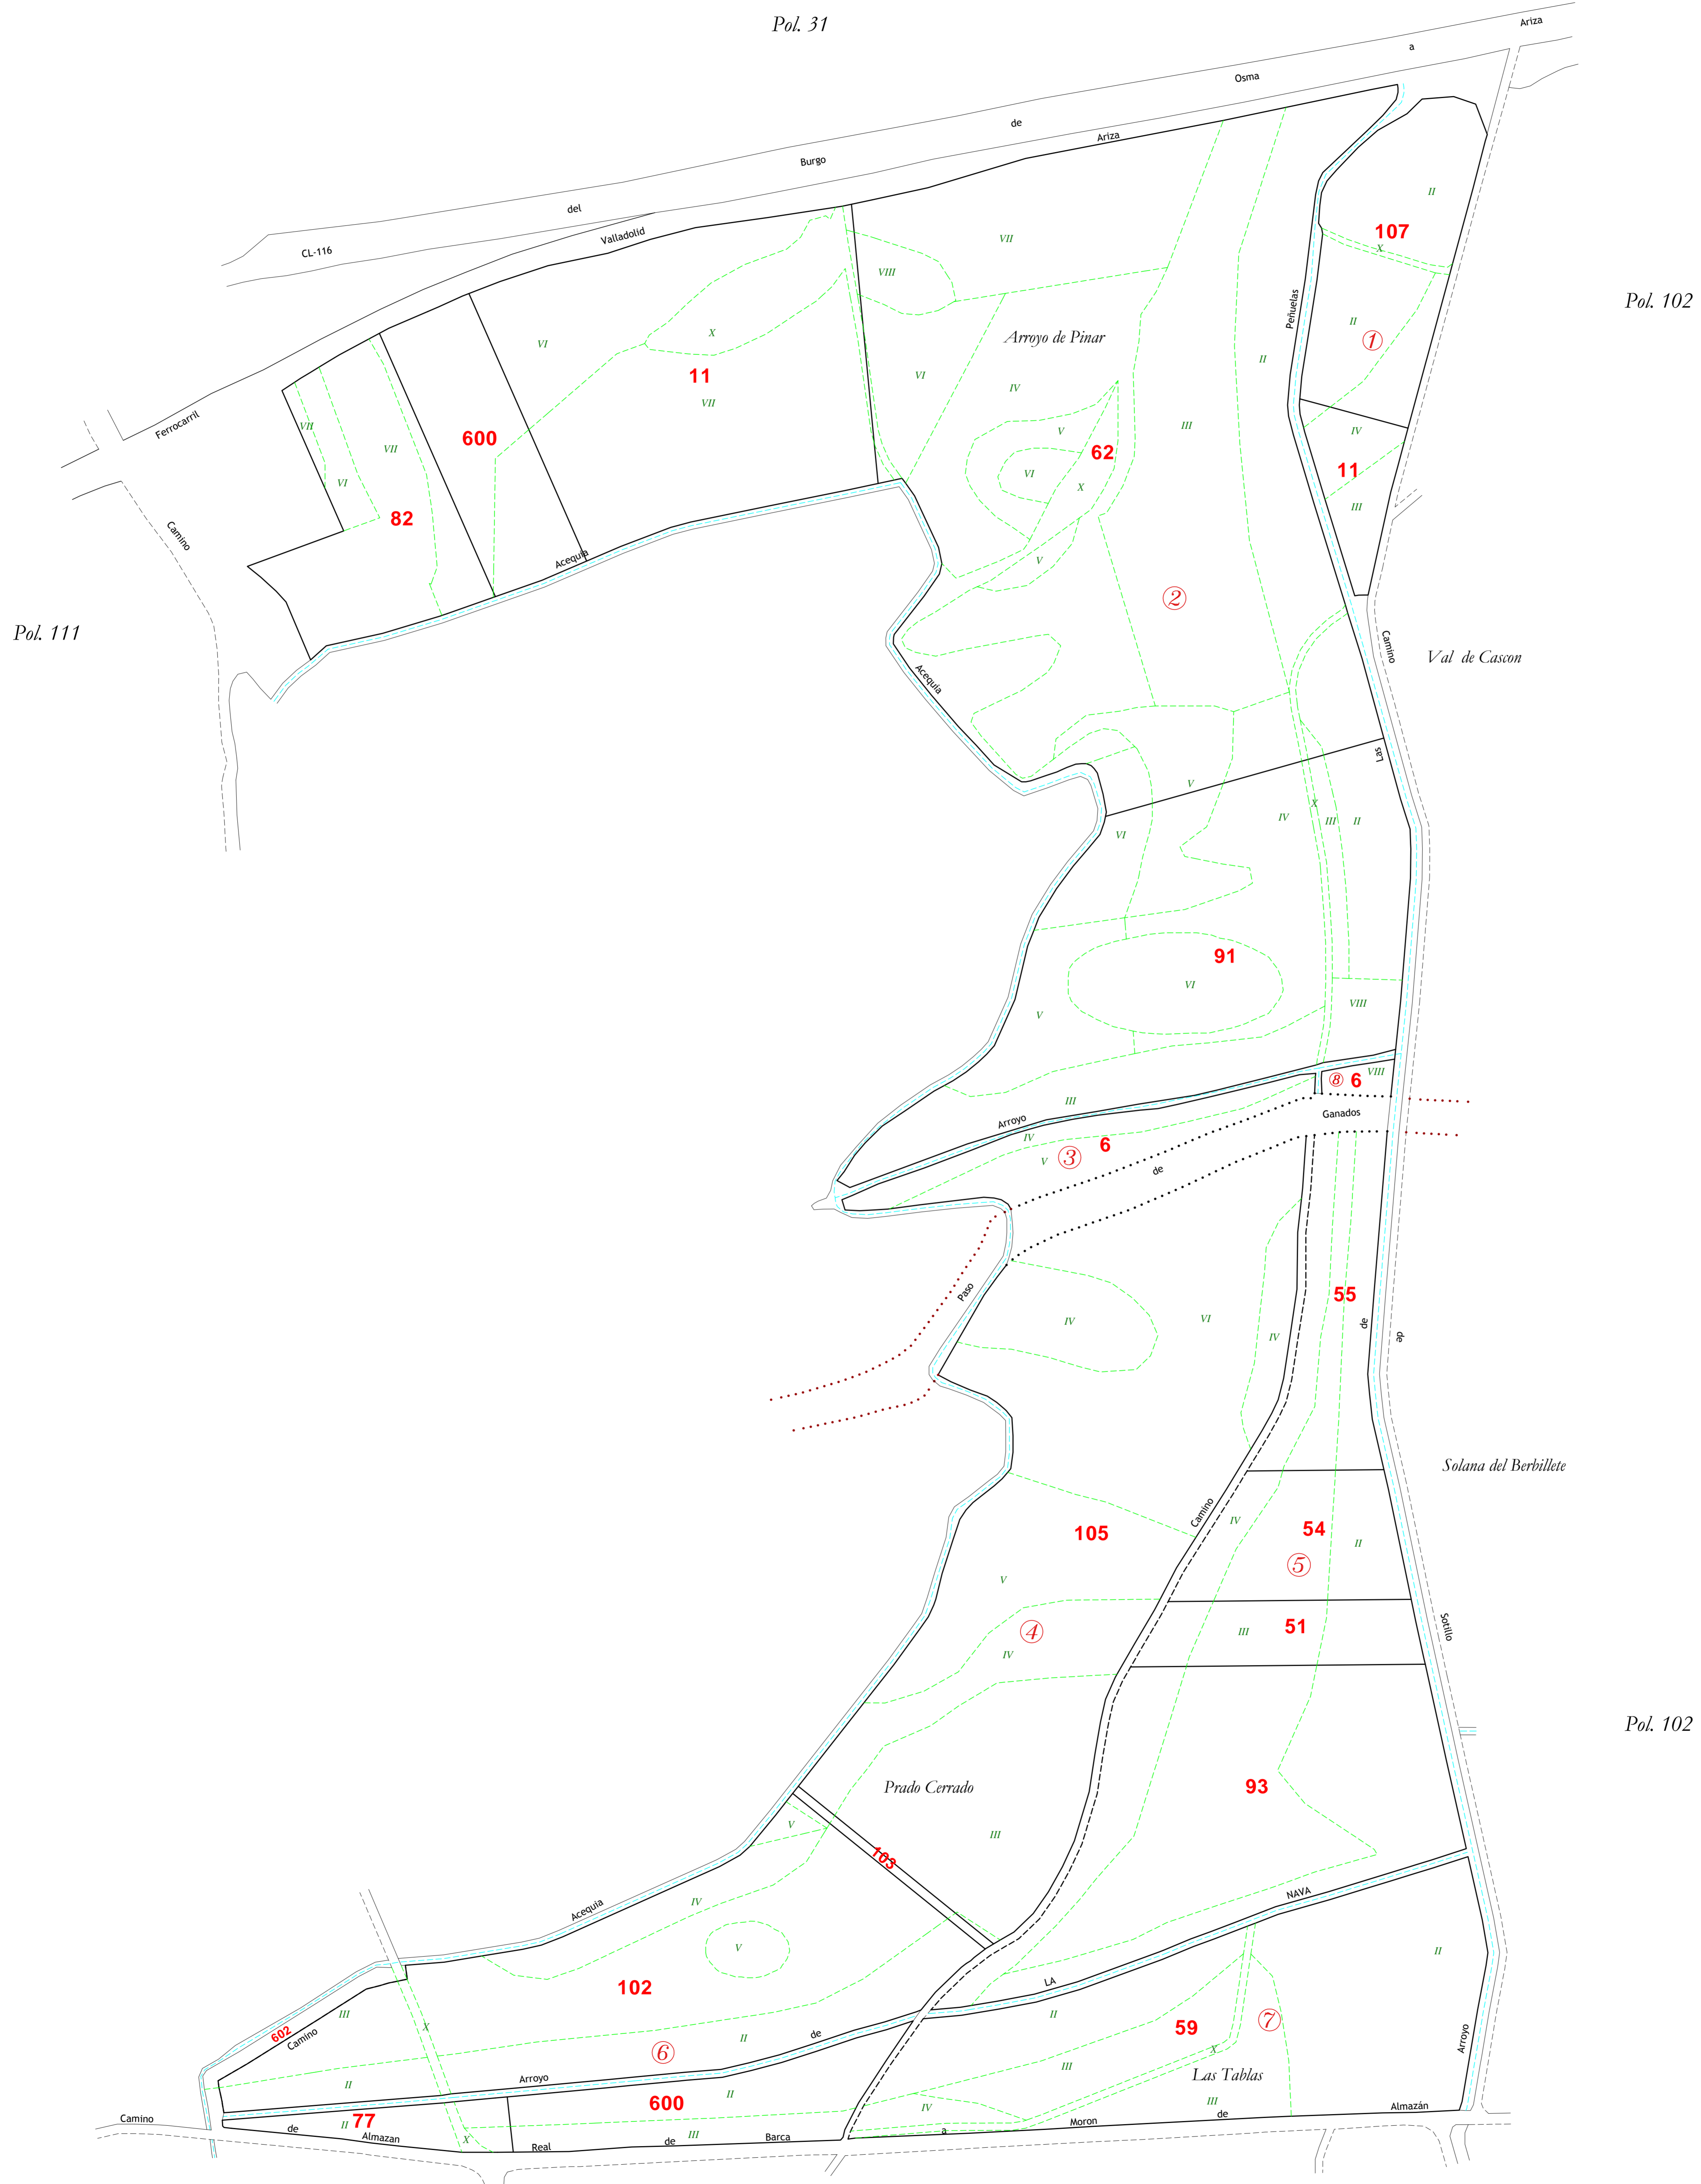 Pol. 31
Ariza
a
Osma
de
Burgo
del
CL-116
Ariza
Valladolid
Ferrocarril
II
107
X
Pol. 102
Peñuelas
VII
VIII
Arroyo de Pinar
II
①
X
VI
11
VII
VI
IV
II
VII
VII
VI
600
82
V
62
VI
X
III
IV
11
III
Camino
Acequia
V
②
Pol. 111
Camino
Val de Cascon
Acequia
Las
V
VI
IV
X
III
II
91
VI
V
VIII
⑧
6
VIII
III
Arroyo
Ganados
IV
6
V
③
de
Paso
55
IV
VI
IV
de
de
Solana del Berbillete
Camino
105
IV
54
II
⑤
V
④
IV
III
51
Sotillo
Pol. 102
Prado Cerrado
93
V
III
103
IV
Acequia
NAVA
V
II
102
LA
III
X
602
Camino
II
de
II
59
⑦
X
⑥
III
Las Tablas
Arroyo
II
Arroyo
II
600
IV
III
Almazán
Camino
II
77
de
Almazan
X
Real
de
III
Barca
a
Moron
de